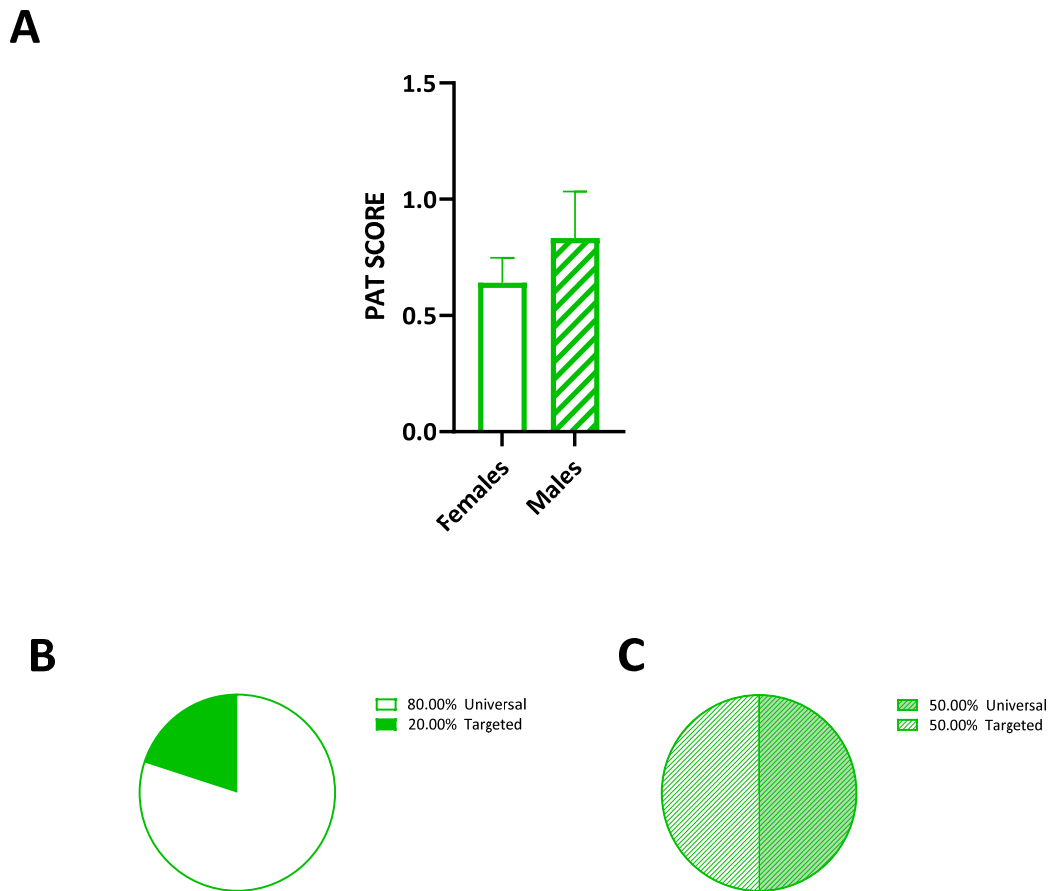 A
1.5
1.0
0.5
0.0
PAT SCORE
Females
Males
B
80.00% Universal
20.00% Targeted
C
50.00% Universal
50.00% Targeted